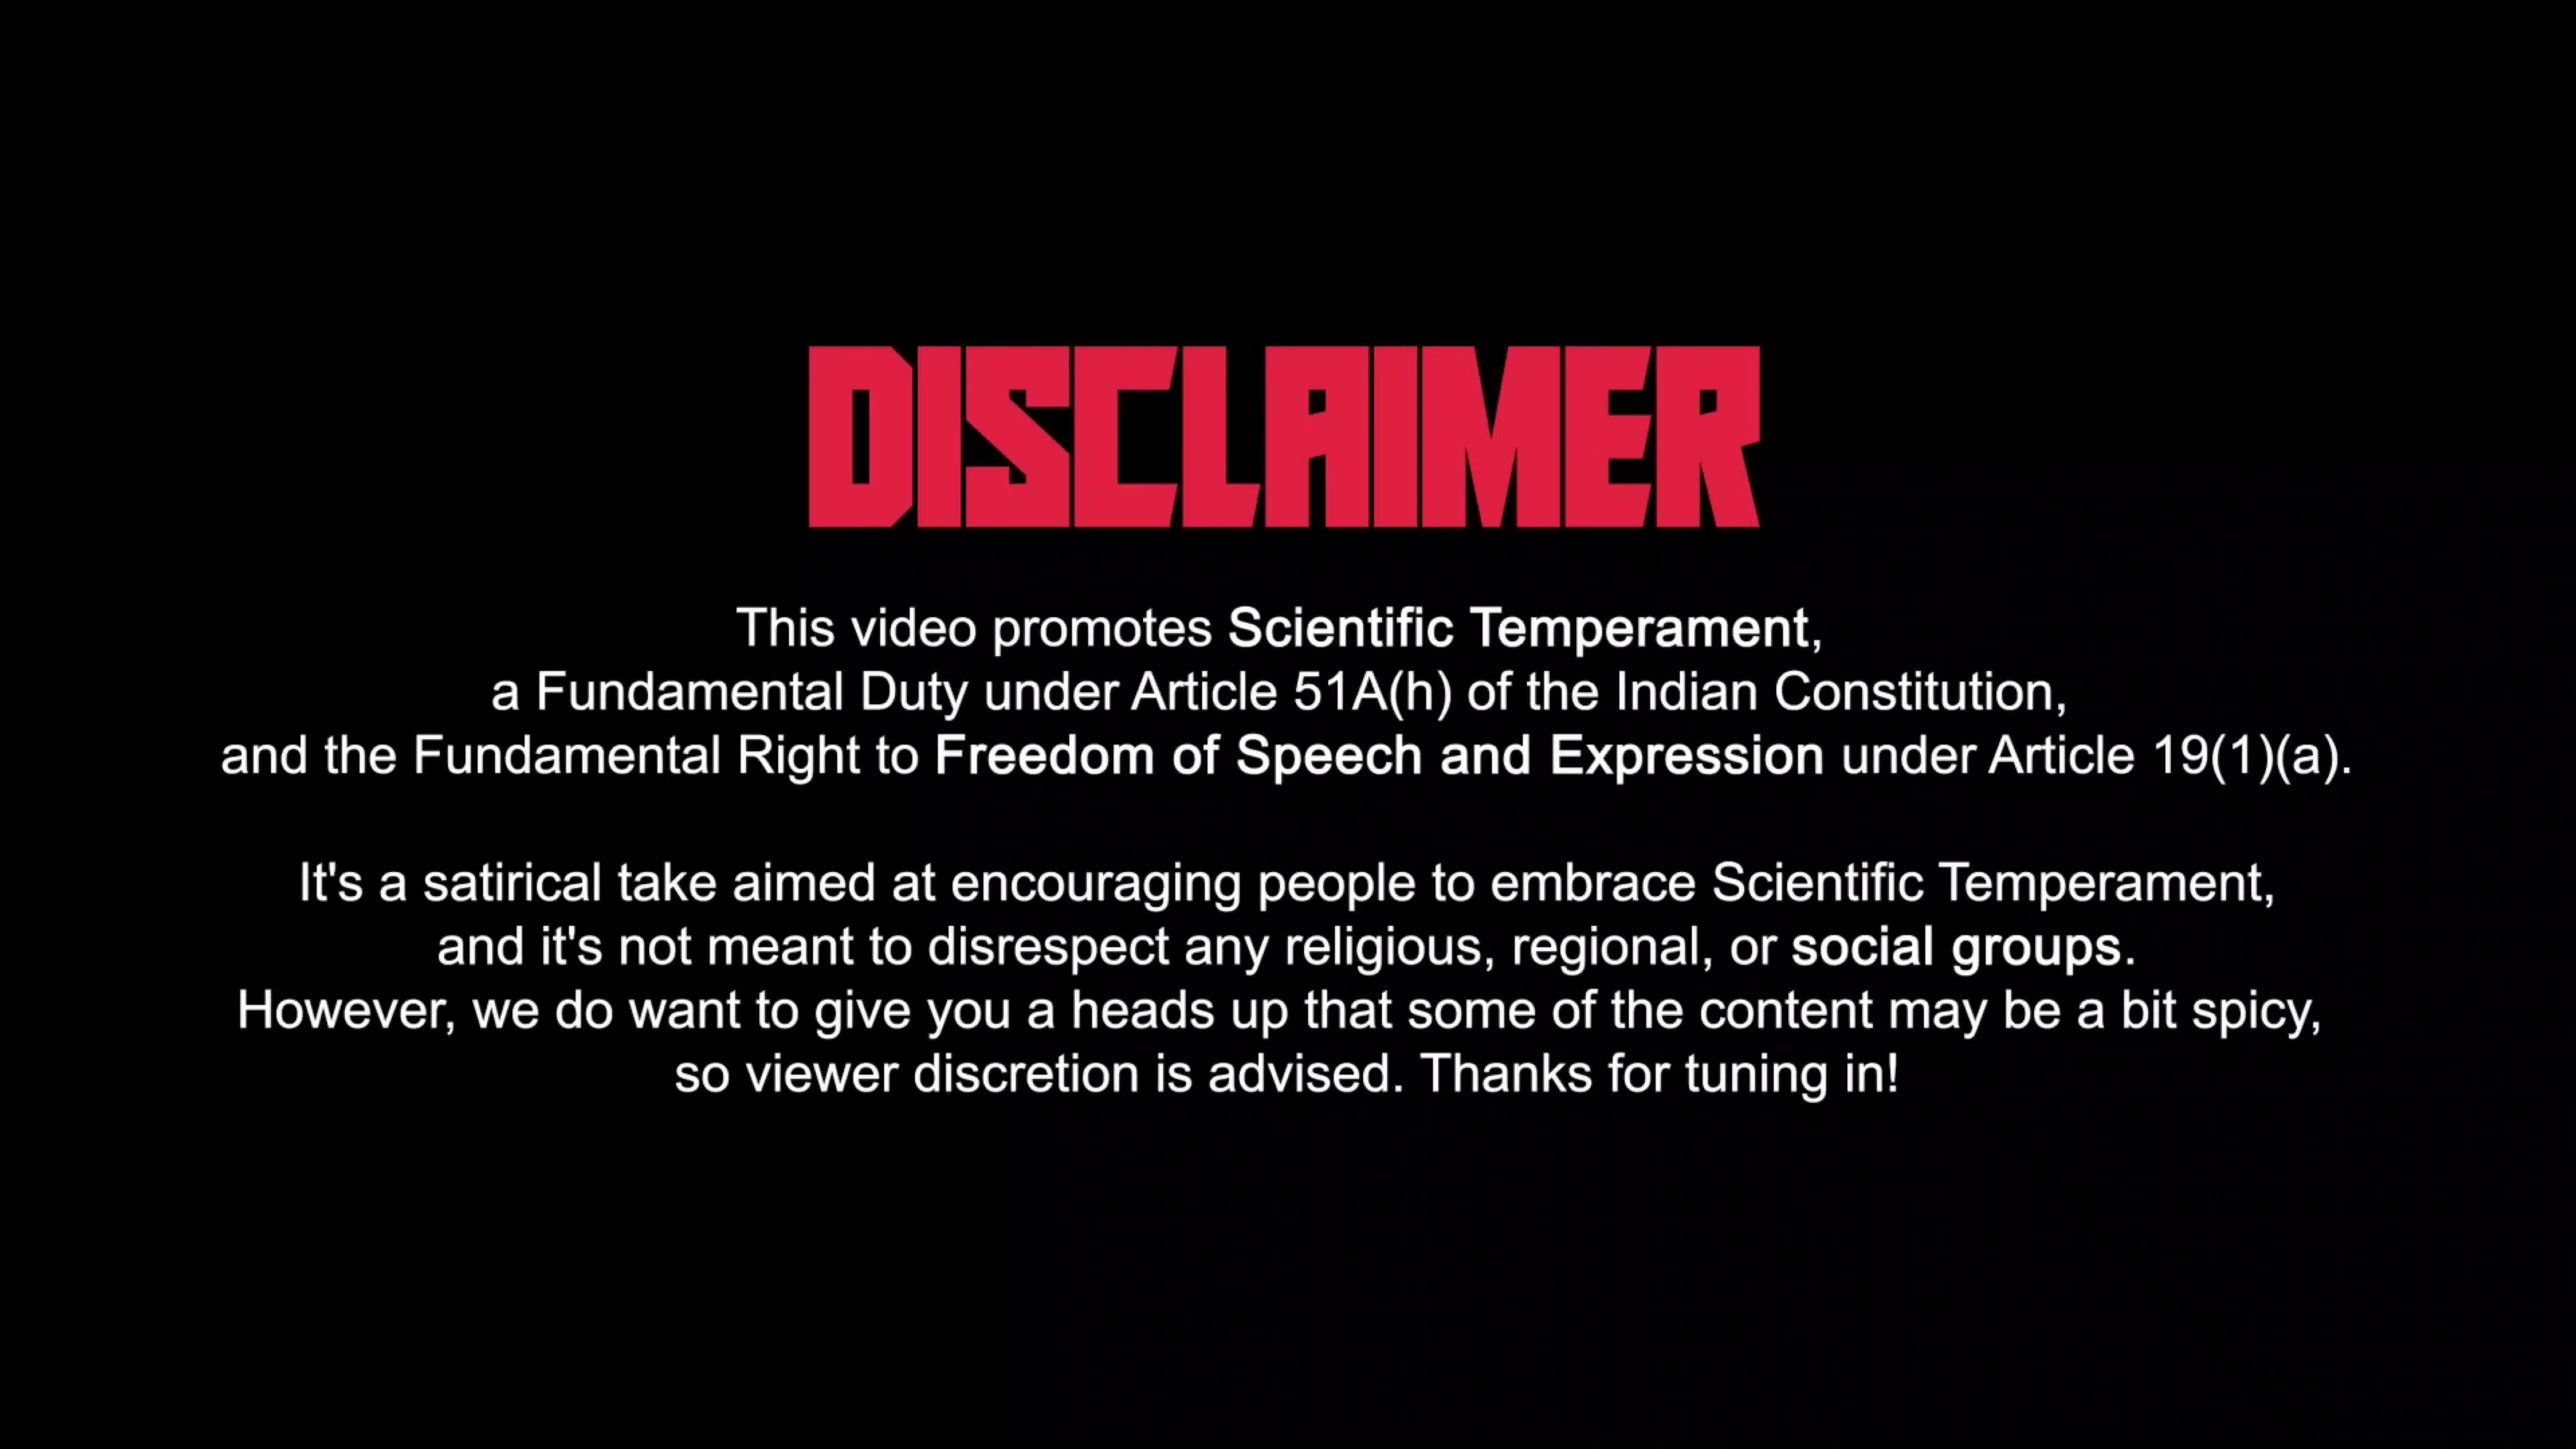 DISCLAIMER
This video promotes Scientific Temperament,
a Fundamental Duty under Article 51A(h) of the Indian Constitution,
and the Fundamental Right to Freedom of Speech and Expression under Article 19(1)(a).
It's a satirical take aimed at encouraging people to embrace Scientific Temperament,
and it's not meant to disrespect any religious, regional, or social groups.
However, we do want to give you a heads up that some of the content may be a bit spicy,
so viewer discretion is advised. Thanks for tuning in!